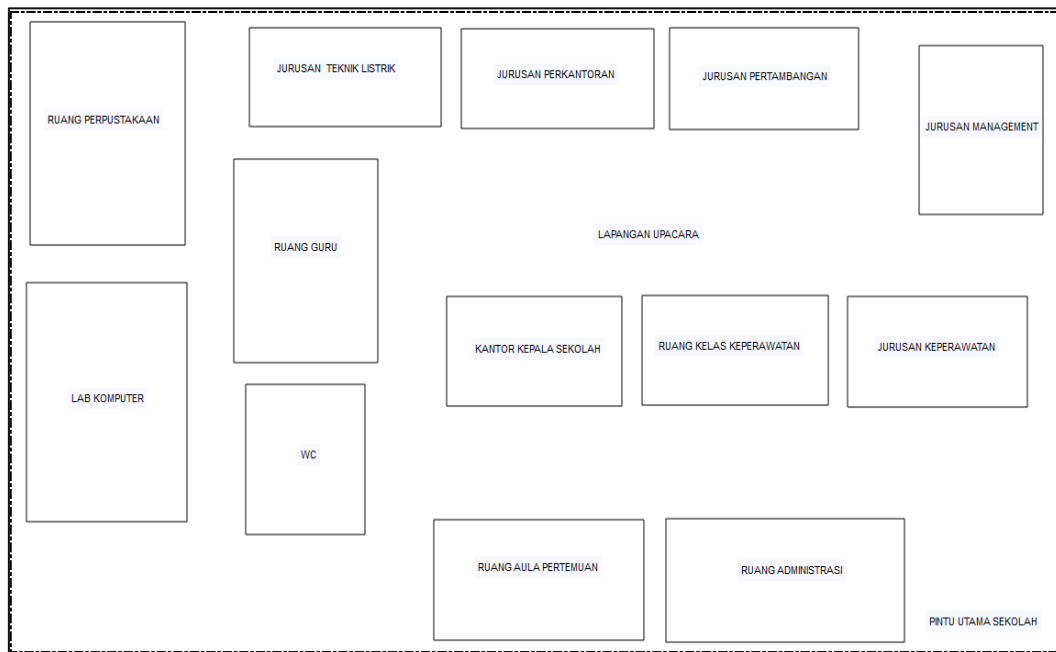 JURUSAN TEKNIK LISTRIK
JURUSAN PERKANTORAN
JURUSAN PERTAMBANGAN
RUANG PERPUSTAKAAN
JURUSAN MANAGEMENT
RUANG GURU
LAPANGAN UPACARA
KANTOR KEPALA SEKOLAH
RUANG KELAS KEPERAWATAN
JURUSAN KEPERAWATAN
LAB KOMPUTER
WC
RUANG AULA PERTEMUAN
RUANG ADMINISTRASI
PINTU UTAMA SEKOLAH